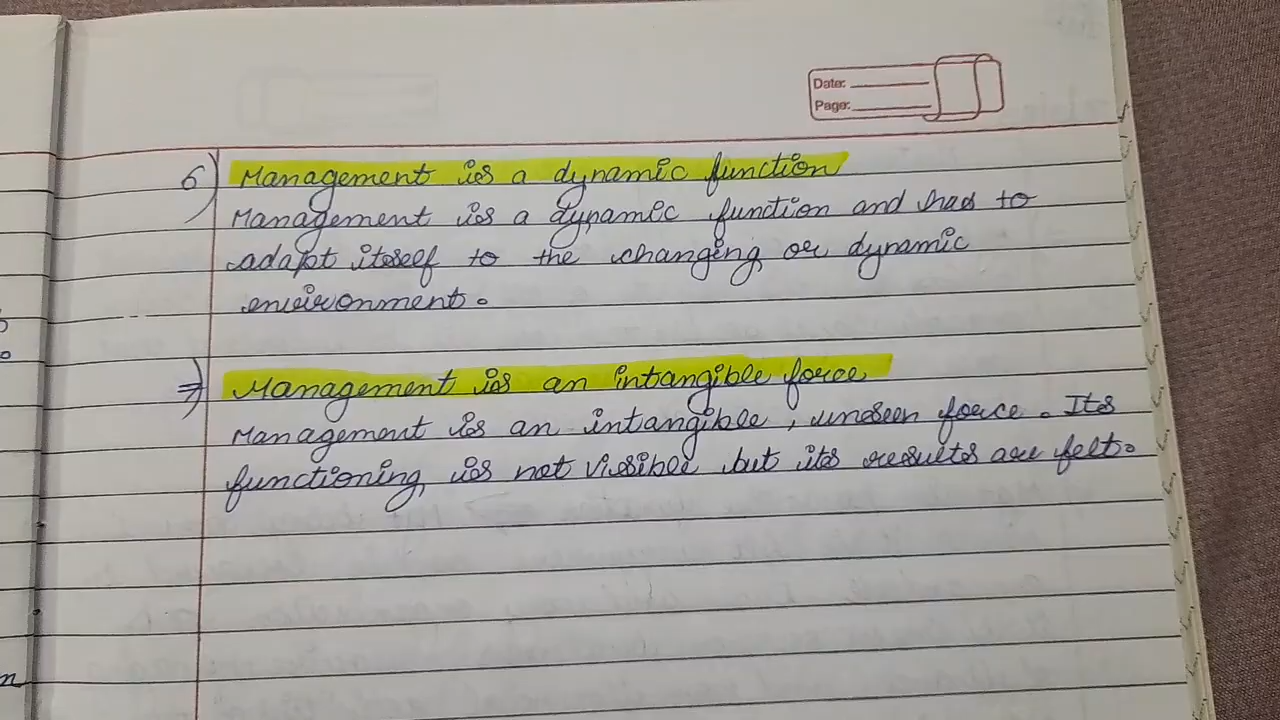 Date:
Page:
6) Management is a dynamic function
Management is a dynamic function and has to
adapt itself to the changing or dynamic
environment.
7) Management is an intangible force
Management is an intangible, unseen force. Its
functioning is not visible but its results are felt.